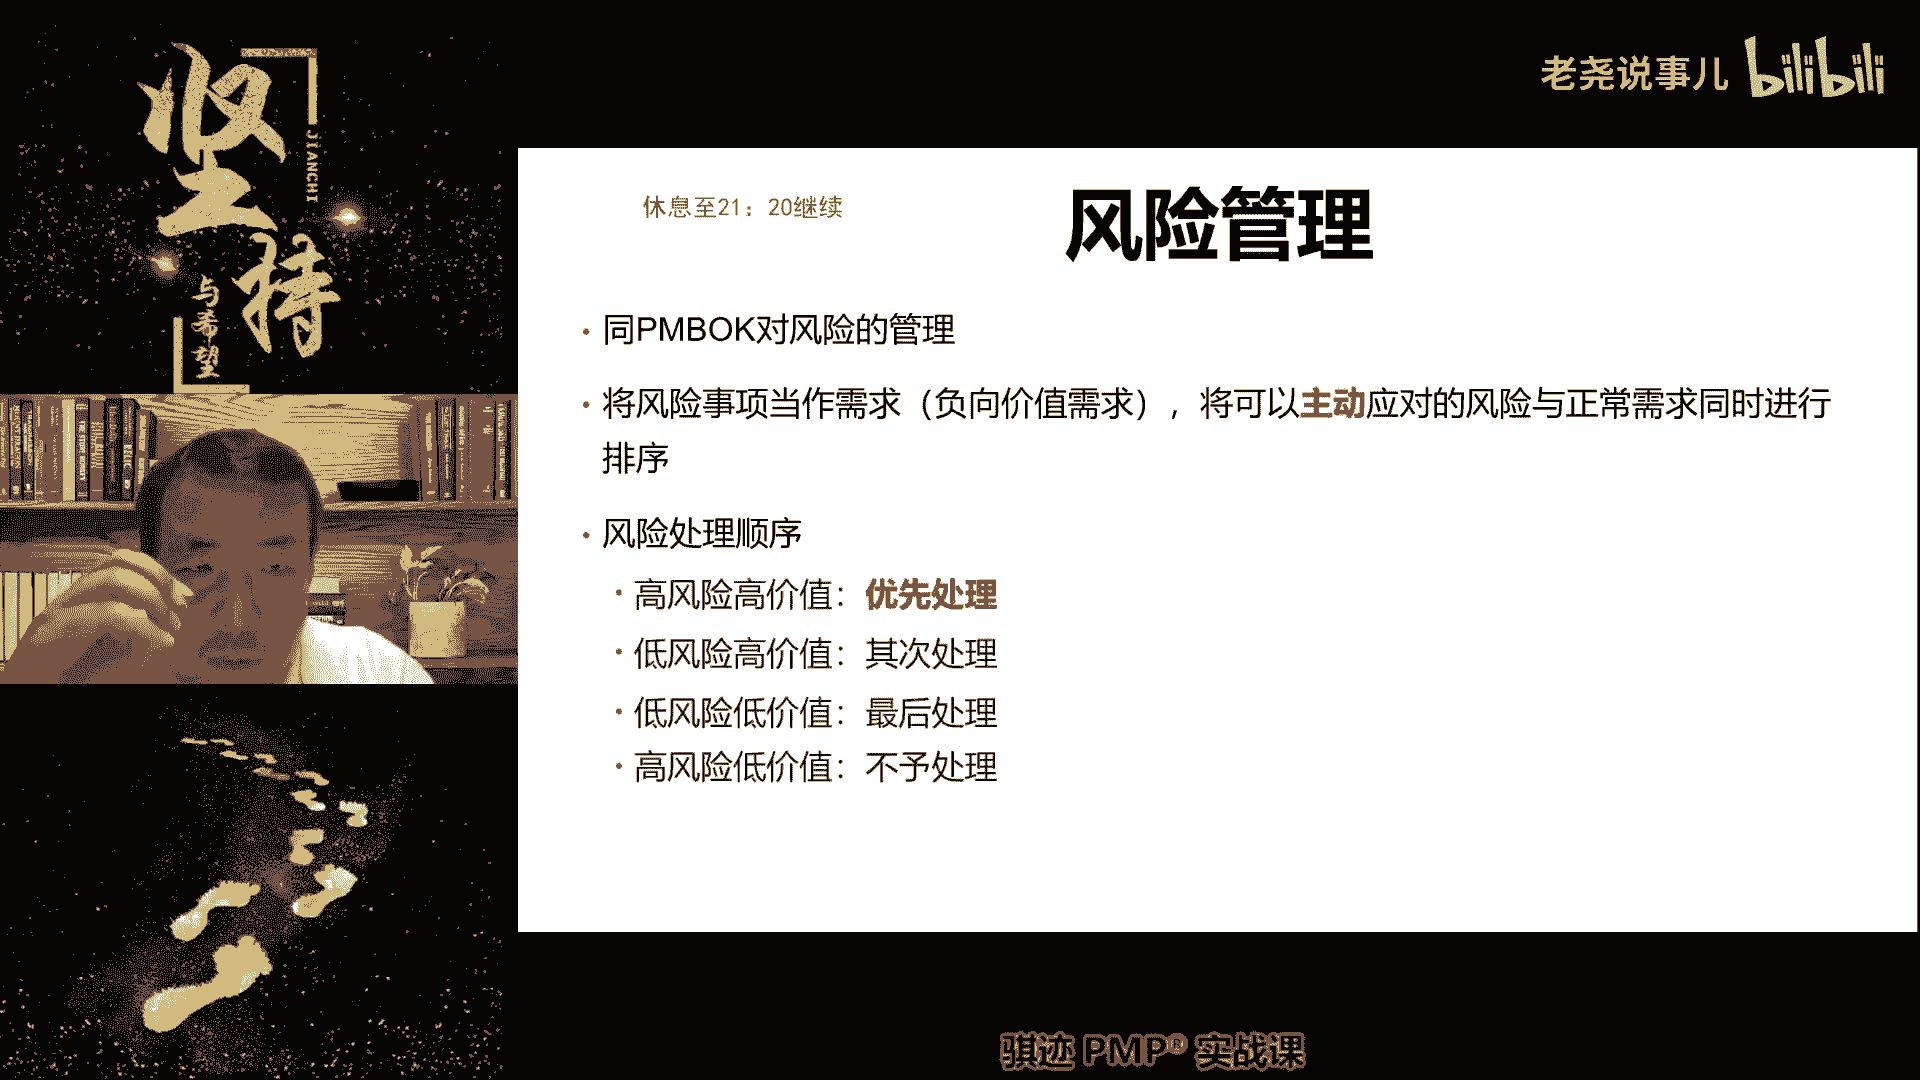 坚持
JIANCHI
与希望
老尧说事儿 bilibili
休息至21：20继续
风险管理
· 同PMBOK对风险的管理
· 将风险事项当作需求（负向价值需求），将可以主动应对的风险与正常需求同时进行
排序
· 风险处理顺序
· 高风险高价值：优先处理
· 低风险高价值：其次处理
· 低风险低价值：最后处理
· 高风险低价值：不予处理
骐迹 PMP® 实战课